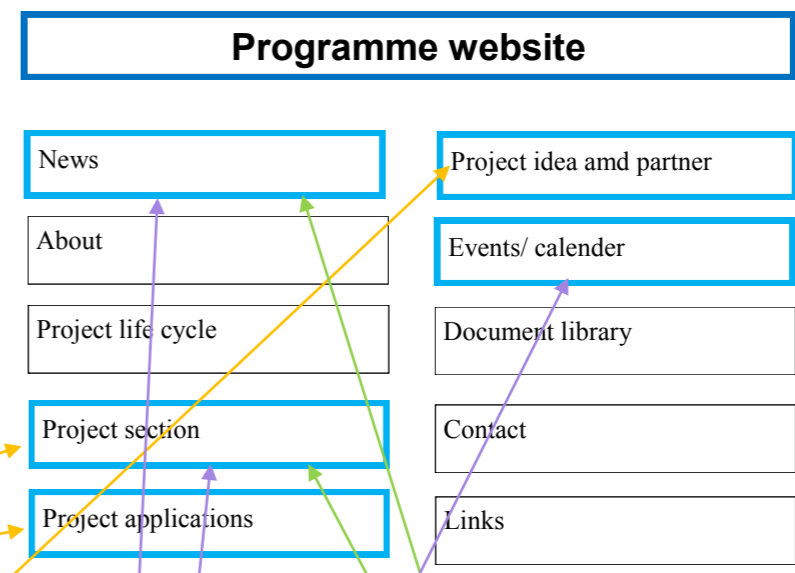 Programme website
News
About
Project life cycle
Project section
Project applications
Project idea amd partner
Events/ calender
Document library
Contact
Links